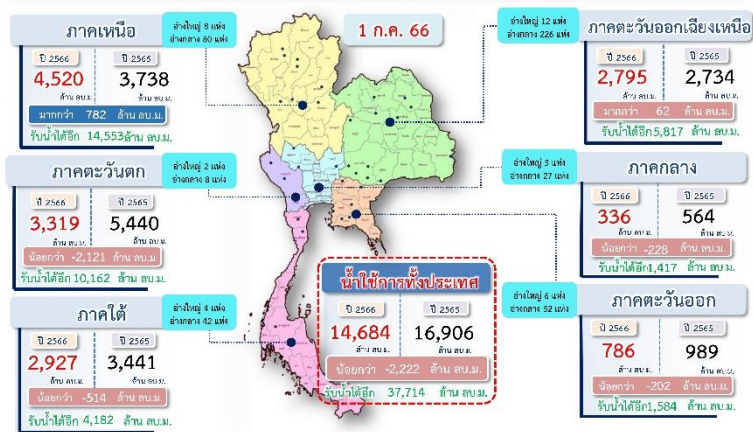 ภาคเหนือ
ปี 2566 ปี 2565
4,520 3,738
ล้าน ลบ.ม. ล้าน ลบ.ม.
มากกว่า 782 ล้าน ลบ.ม.
รับน้ำได้อีก 14,553ล้าน ลบ.ม.
อ่างใหญ่ 8 แห่ง
อ่างกลาง 80 แห่ง
1 ก.ค. 66
อ่างใหญ่ 12 แห่ง
อ่างกลาง 226 แห่ง
ภาคตะวันออกเฉียงเหนือ
ปี 2566 ปี 2565
2,795 2,734
ล้าน ลบ.ม. ล้าน ลบ.ม.
มากกว่า 62 ล้าน ลบ.ม.
รับน้ำได้อีก5,817 ล้าน ลบ.ม.
ภาคตะวันตก
ปี 2566 ปี 2565
3,319 5,440
ล้าน ลบ.ม. ล้าน ลบ.ม.
น้อยกว่า -2,121 ล้าน ลบ.ม.
รับน้ำได้อีก10,162 ล้าน ลบ.ม.
อ่างใหญ่ 2 แห่ง
อ่างกลาง 8 แห่ง
อ่างใหญ่ 3 แห่ง
อ่างกลาง 27 แห่ง
ภาคกลาง
ปี 2566 ปี 2565
336 564
ล้าน ลบ.ม. ล้าน ลบ.ม.
น้อยกว่า -228 ล้าน ลบ.ม.
รับน้ำได้อีก1,417 ล้าน ลบ.ม.
ภาคใต้
ปี 2566 ปี 2565
2,927 3,441
ล้าน ลบ.ม. ล้าน ลบ.ม.
น้อยกว่า -514 ล้าน ลบ.ม.
รับน้ำได้อีก 4,182 ล้าน ลบ.ม.
อ่างใหญ่ 4 แห่ง
อ่างกลาง 42 แห่ง
น้ำใช้การทั้งประเทศ
ปี 2566 ปี 2565
14,684 16,906
ล้าน ลบ.ม. ล้าน ลบ.ม.
น้อยกว่า -2,222 ล้าน ลบ.ม.
รับน้ำได้อีก 37,714 ล้าน ลบ.ม.
อ่างใหญ่ 6 แห่ง
อ่างกลาง 52 แห่ง
ภาคตะวันออก
ปี 2566 ปี 2565
786 989
ล้าน ลบ.ม. ล้าน ลบ.ม.
น้อยกว่า -202 ล้าน ลบ.ม.
รับน้ำได้อีก1,584 ล้าน ลบ.ม.